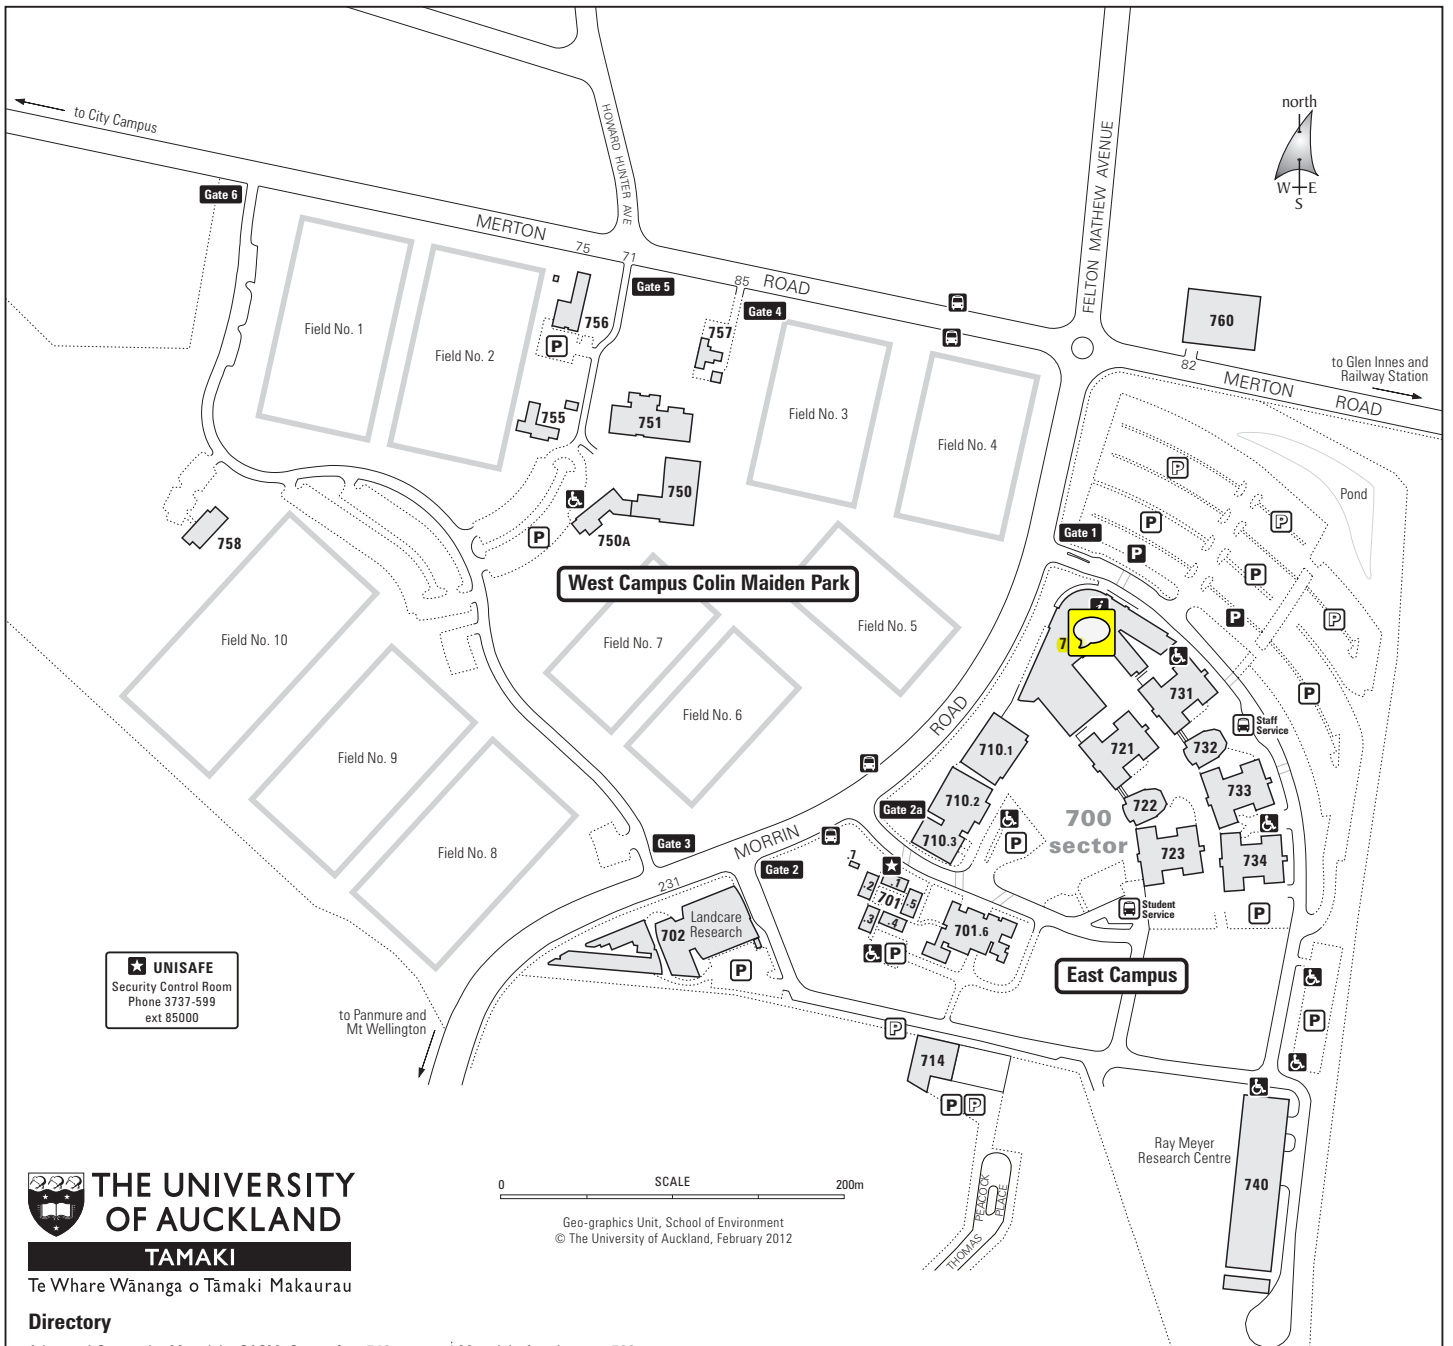 north
W E
S
to City Campus
HOWARD HUNTER AVE
FELTON MATHEW AVENUE
Gate 6
MERTON
75
71
Gate 5
85
ROAD
Gate 4
760
82
MERTON
ROAD
to Glen Innes and
Railway Station
Field No. 1
Field No. 2
756
P
757
755
751
Field No. 3
Field No. 4
P
Pond
750
750A
P
758
Gate 1
P
P
P
P
P
P
P
West Campus Colin Maiden Park
Field No. 10
Field No. 7
Field No. 5
Field No. 6
i
7
731
Staff
Service
732
721
733
722
723
734
700
sector
Student
Service
P
ROAD
710.1
710.2
710.3
Gate 2a
P
Field No. 9
Field No. 8
Gate 3
MORRIN
Gate 2
231
.7
.1
.2
701
.5
.3
.4
701.6
P
Landcare
Research
702
P
East Campus
P
UNISAFE
Security Control Room
Phone 3737-599
ext 85000
to Panmure and
Mt Wellington
P
714
P P
Ray Meyer
Research Centre
740
THOMAS
PEACOCK
PLACE
THE UNIVERSITY
OF AUCKLAND
TAMAKI
Te Whare Wānanga o Tāmaki Makaurau
0 SCALE 200m
Geo-graphics Unit, School of Environment
© The University of Auckland, February 2012
Directory